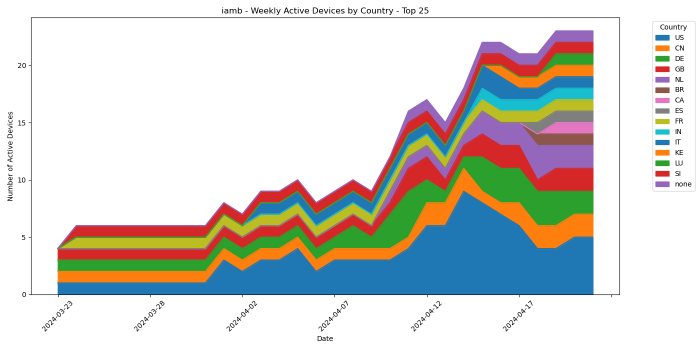 iamb - Weekly Active Devices by Country - Top 25
Number of Active Devices
20
15
10
5
0
2024-03-23
2024-03-28
2024-04-02
2024-04-07
2024-04-12
2024-04-17
Date
Country
US
CN
DE
GB
NL
BR
CA
ES
FR
IN
IT
KE
LU
SI
none